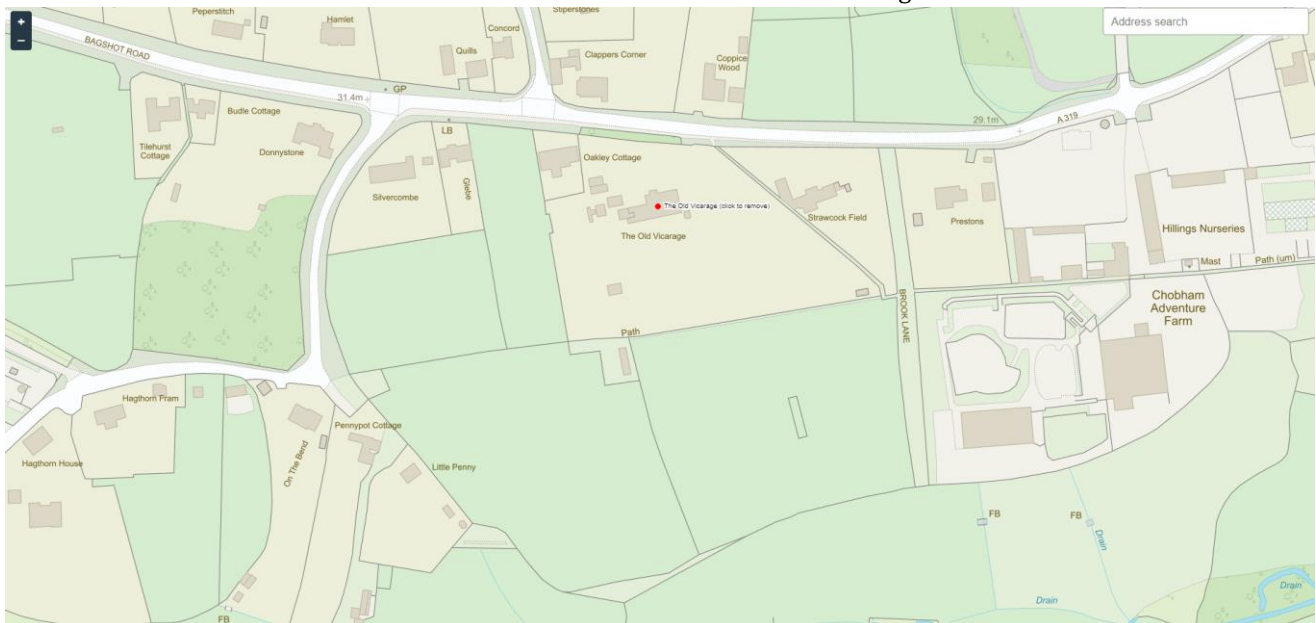 Peperstitch
Hamlet
Stiperstones
Concord
Quills
Clappers Corner
Coppice
Wood
Address search
+
−
BAGSHOT ROAD
31.4m
GP
29.1m
A 319
Budle Cottage
LB
Tilehurst
Cottage
Donnystone
Oakley Cottage
Silvercombe
Glebe
The Old Vicarage (click to remove)
Strawcock Field
Prestons
Hillings Nurseries
The Old Vicarage
Mast
Path (um)
BROOK LANE
Chobham
Adventure
Farm
Path
Hagthorn Fram
Pennypot Cottage
Hagthorn House
On The Bend
Little Penny
FB
FB
Drain
Drain
Drain
FB